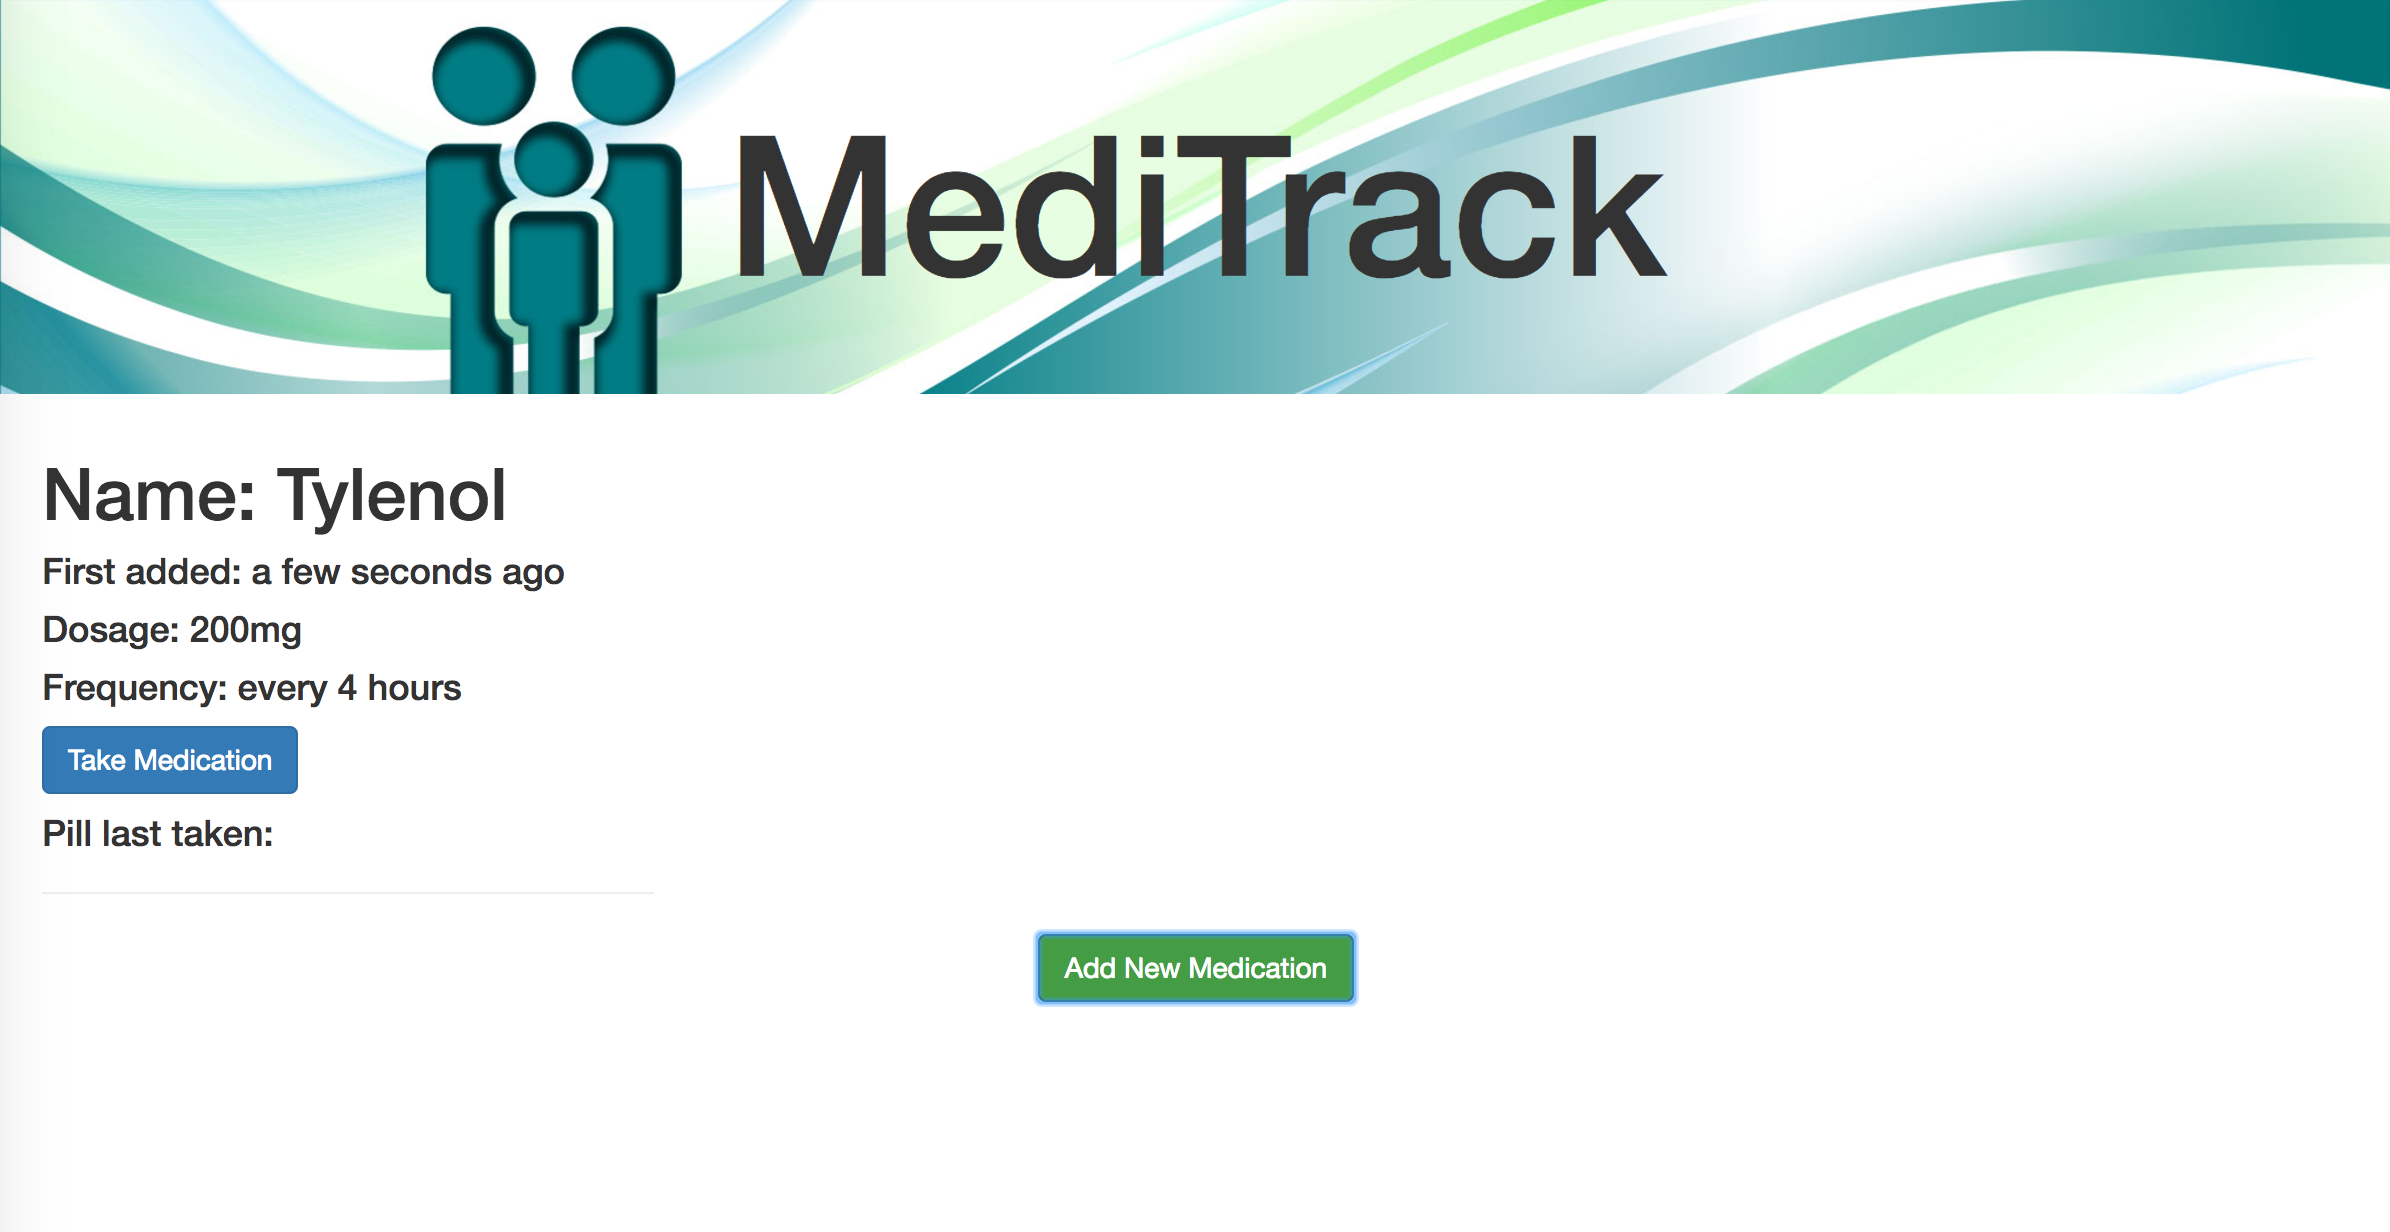 MediTrack
Name: Tylenol
First added: a few seconds ago
Dosage: 200mg
Frequency: every 4 hours
Take Medication
Pill last taken:
Add New Medication